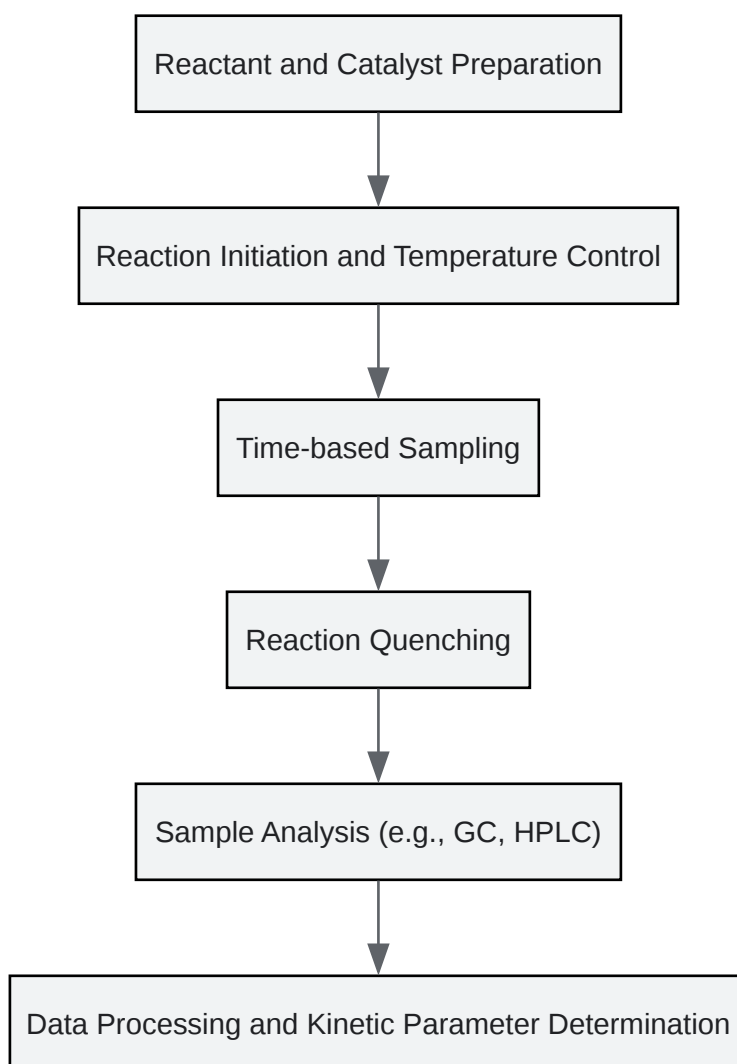 Reactant and Catalyst Preparation
Reaction Initiation and Temperature Control
Time-based Sampling
Reaction Quenching
Sample Analysis (e.g., GC, HPLC)
Data Processing and Kinetic Parameter Determination